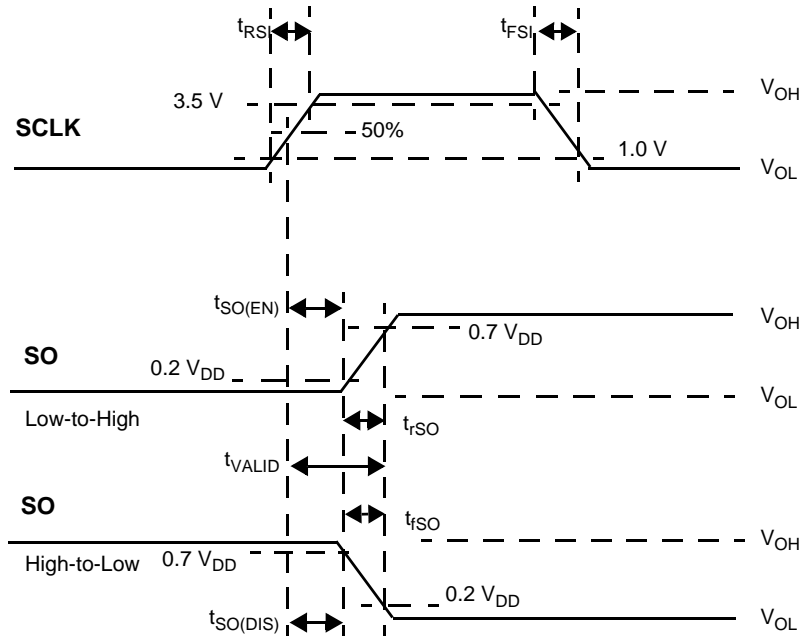 tRSI
tFSI
3.5 V
VOH
SCLK
50%
1.0 V
VOL
tSO(EN)
VOH
0.7 VDD
SO
0.2 VDD
VOL
Low-to-High
trSO
tVALID
SO
tfSO
VOH
High-to-Low
0.7 VDD
0.2 VDD
tSO(DIS)
VOL